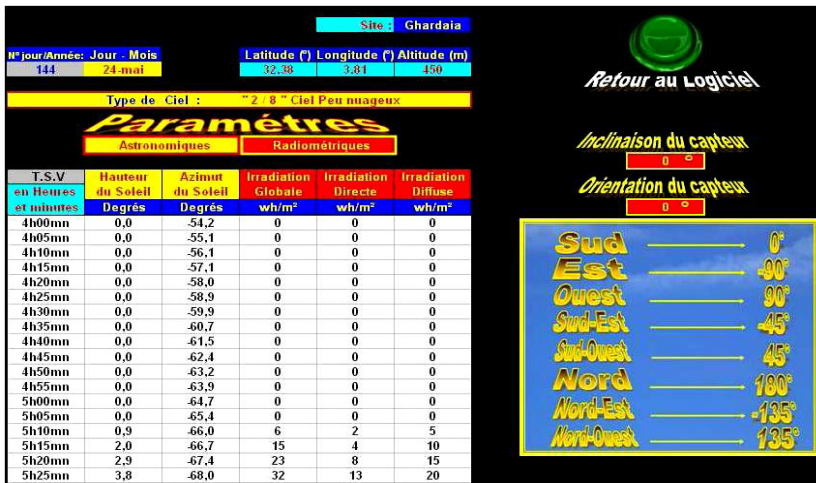 Site : Ghardaia
N° jour/Année: Jour - Mois Latitude (°) Longitude (°) Altitude (m)
144 24-mai 32,38 3,81 450
Type de Ciel : "2 / 8" Ciel Peu nuageux
Paramétres
Astronomiques Radiométriques
T.S.V Hauteur Azimut Irradiation Irradiation Irradiation
en Heures du Soleil du Soleil Globale Directe Diffuse
et minutes Degrés Degrés wh/m² wh/m² wh/m²
4h00mn 0,0 -54,2 0 0 0
4h05mn 0,0 -55,1 0 0 0
4h10mn 0,0 -56,1 0 0 0
4h15mn 0,0 -57,1 0 0 0
4h20mn 0,0 -58,0 0 0 0
4h25mn 0,0 -58,9 0 0 0
4h30mn 0,0 -59,9 0 0 0
4h35mn 0,0 -60,7 0 0 0
4h40mn 0,0 -61,5 0 0 0
4h45mn 0,0 -62,4 0 0 0
4h50mn 0,0 -63,2 0 0 0
4h55mn 0,0 -63,9 0 0 0
5h00mn 0,0 -64,7 0 0 0
5h05mn 0,0 -65,4 0 0 0
5h10mn 0,9 -66,0 6 2 5
5h15mn 2,0 -66,7 15 4 10
5h20mn 2,9 -67,4 23 8 15
5h25mn 3,8 -68,0 32 13 20
Retour au Logiciel
Inclinaison du capteur
0 °
Orientation du capteur
0 °
Sud 0°
Est -90°
Ouest 90°
Sud-Est -45°
Sud-Ouest 45°
Nord 180°
Nord-Est -135°
Nord-Ouest 135°